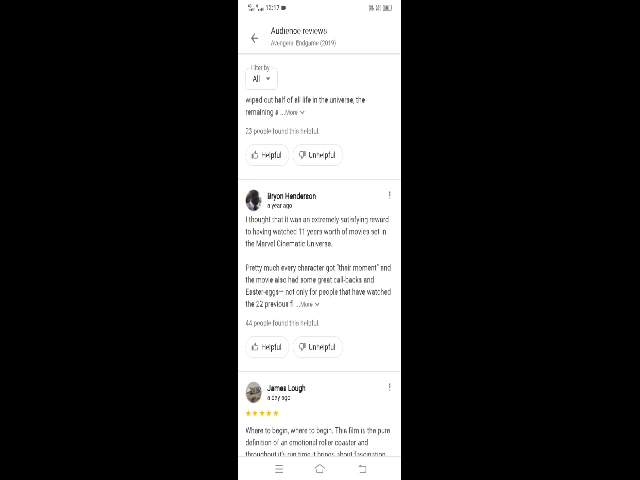 12:17
Audience reviews
Avengers: Endgame (2019)
Filter by
All
wiped out half of all life in the universe, the
remaining a ...More
23 people found this helpful.
Helpful
Unhelpful
Bryon Henderson
a year ago
I thought that it was an extremely satisfying reward
to having watched 11 years worth of movies set in
the Marvel Cinematic Universe.
Pretty much every character got "their moment" and
the movie also had some great call-backs and
Easter-eggs— not only for people that have watched
the 22 previous fi ...More
44 people found this helpful.
Helpful
Unhelpful
James Lough
a day ago
Where to begin, where to begin. This film is the pure
definition of an emotional roller coaster and
throughout it's run time it brings about fascination,